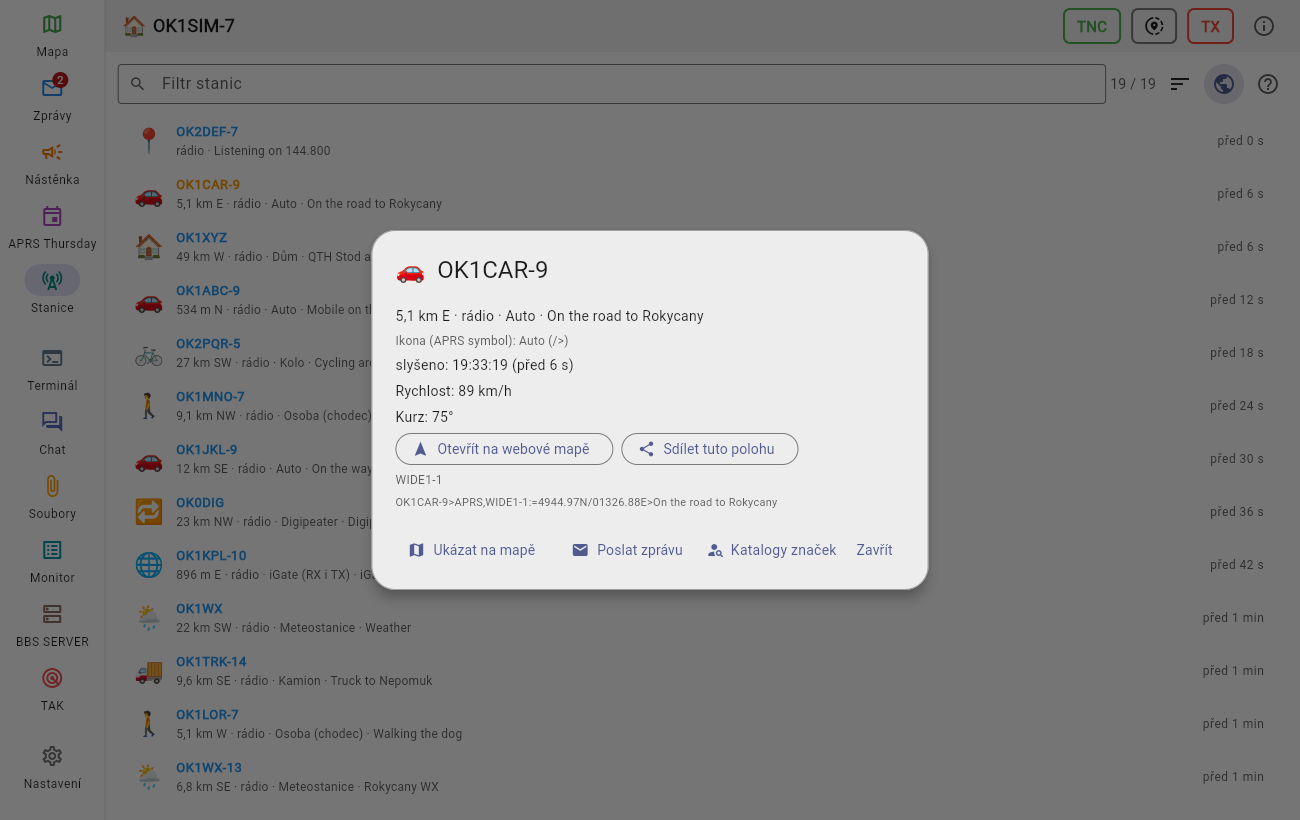 OK1SIM-7
TNC
TX
Mapa
2
Zprávy
Nástěnka
APRS Thursday
Stanice
Terminál
Chat
Soubory
Monitor
BBS SERVER
TAK
Nastavení
Filtr stanic
19 / 19
OK2DEF-7
rádio · Listening on 144.800
před 0 s
OK1CAR-9
5,1 km E · rádio · Auto · On the road to Rokycany
před 6 s
OK1XYZ
49 km W · rádio · Dům · QTH Stod a
před 6 s
OK1ABC-9
534 m N · rádio · Auto · Mobile on
před 12 s
OK2PQR-5
27 km SW · rádio · Kolo · Cycling
před 18 s
OK1MNO-7
9,1 km NW · rádio · Osoba (chodec)
před 24 s
OK1JKL-9
12 km SE · rádio · Auto · On the way
před 30 s
OK0DIG
23 km NW · rádio · Digipeater ·
před 36 s
OK1KPL-10
896 m E · rádio · iGate (RX i TX) ·
před 42 s
OK1WX
22 km SW · rádio · Meteostanice · Weather
před 1 min
OK1TRK-14
9,6 km SE · rádio · Kamion · Truck to Nepomuk
před 1 min
OK1LOR-7
5,1 km W · rádio · Osoba (chodec) · Walking the dog
před 1 min
OK1WX-13
6,8 km SE · rádio · Meteostanice · Rokycany WX
před 1 min
OK1CAR-9
5,1 km E · rádio · Auto · On the road to Rokycany
Ikona (APRS symbol): Auto (/>)
slyšeno: 19:33:19 (před 6 s)
Rychlost: 89 km/h
Kurz: 75°
Otevřít na webové mapě
Sdílet tuto polohu
WIDE1-1
OK1CAR-9>APRS,WIDE1-1:=4944.97N/01326.88E>On the road to Rokycany
Ukázat na mapě
Poslat zprávu
Katalogy značek
Zavřít